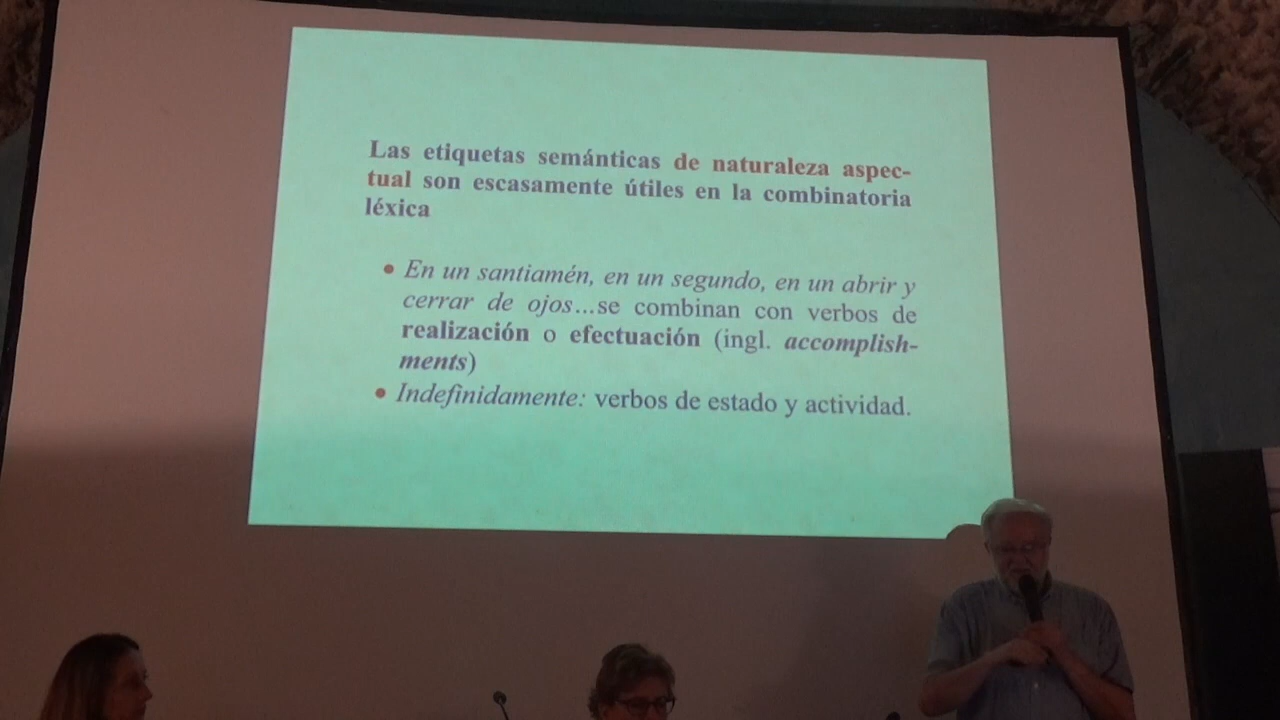 Las etiquetas semánticas de naturaleza aspec-
tual son escasamente útiles en la combinatoria
léxica
• En un santiamén, en un segundo, en un abrir y
cerrar de ojos...se combinan con verbos de
realización o efectuación (ingl. accomplish-
ments)
• Indefinidamente: verbos de estado y actividad.